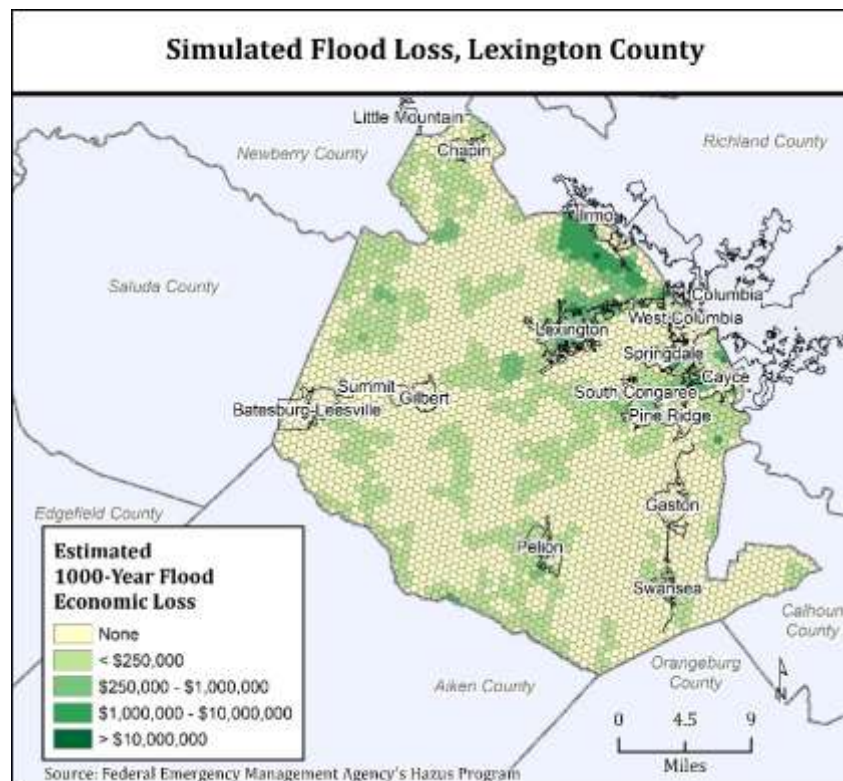 Simulated Flood Loss, Lexington County
Little Mountain
Chapin
Newberry County
Richland County
Irmo
Saluda County
Columbia
West Columbia
Lexington
Springdale
Cayce
Summit
Gilbert
South Congaree
Batesburg-Leesville
Pine Ridge
Gaston
Edgefield County
Pelion
Swansea
Calhoun
County
Orangeburg
County
Aiken County
N
Estimated
1000-Year Flood
Economic Loss
None
< $250,000
$250,000 - $1,000,000
$1,000,000 - $10,000,000
> $10,000,000
0 4.5 9
Miles
Source: Federal Emergency Management Agency's Hazus Program